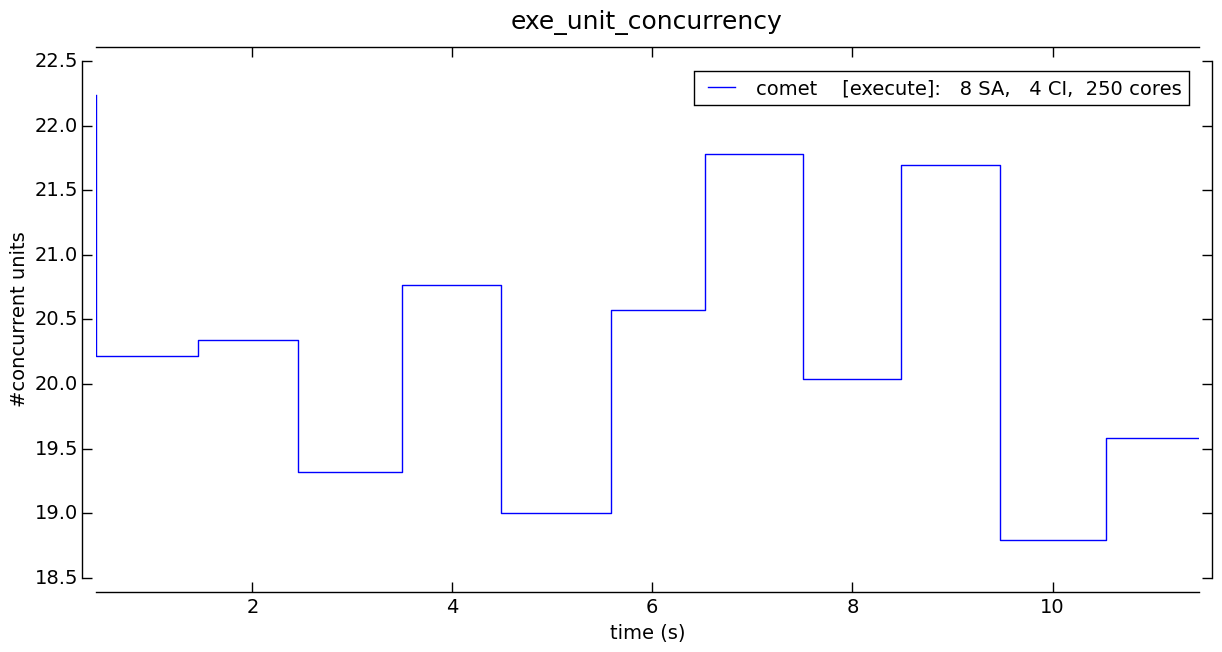 exe_unit_concurrency
comet    [execute]:   8 SA,   4 CI,  250 cores
22.5
22.0
21.5
21.0
20.5
20.0
19.5
19.0
18.5
#concurrent units
2 4 6 8 10
time (s)